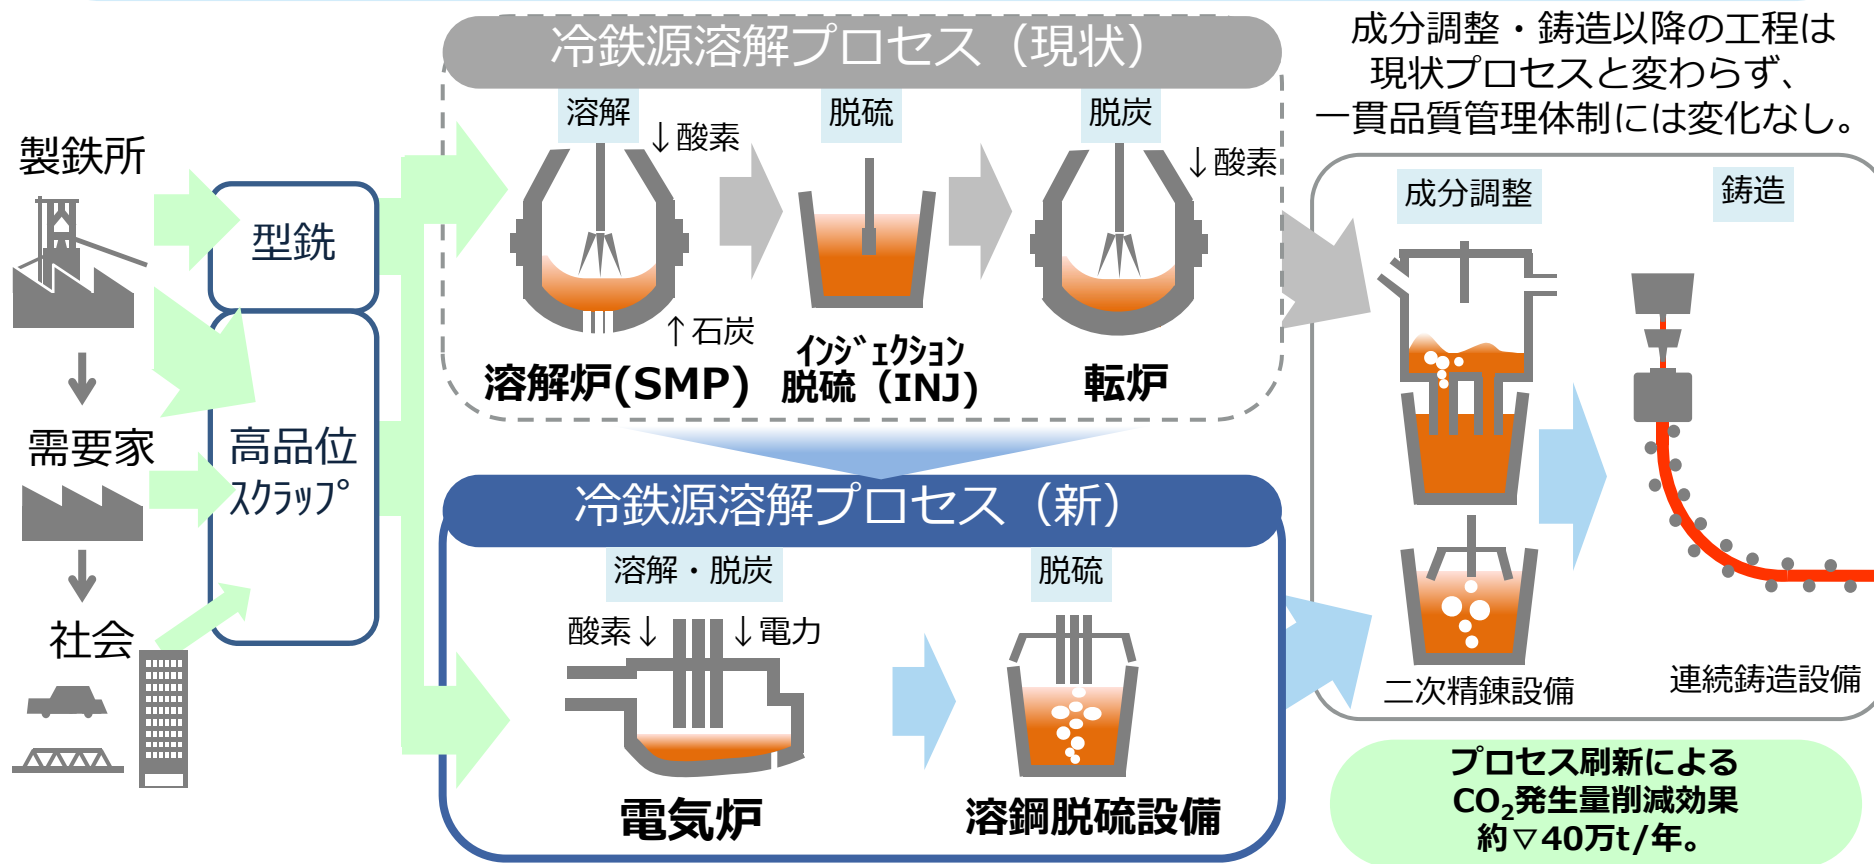 冷鉄源溶解プロセス（現状）
成分調整・鋳造以降の工程は
現状プロセスと変わらず、
一貫品質管理体制には変化なし。
溶解
↓酸素
脱硫
脱炭
↓酸素
↑石炭
溶解炉(SMP)
ｲﾝｼﾞｪｸｼｮﾝ
脱硫（INJ）
転炉
製鉄所
型銑
需要家
高品位
ｽｸﾗｯﾌﾟ
社会
冷鉄源溶解プロセス（新）
溶解・脱炭
酸素↓
↓電力
脱硫
電気炉
溶鋼脱硫設備
成分調整
鋳造
二次精錬設備
連続鋳造設備
プロセス刷新による
CO₂発生量削減効果
約▽40万t/年。